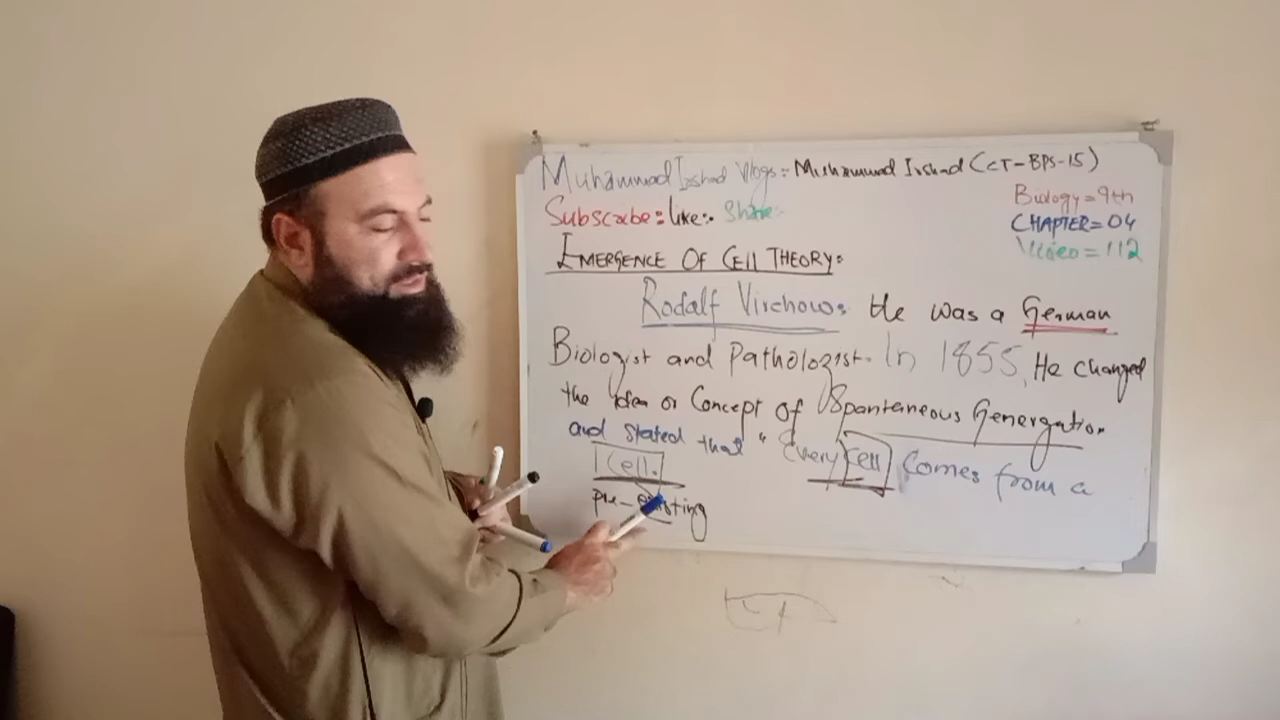 Muhammad Irshad Vlogs:- Muhammad Irshad (CT-BPS-15)
Subscribe:- like:- Share:-
Biology=9th
CHAPTER=04
Video=112
EMERGENCE OF CELL THEORY:-
Rodalf Virchow:- He was a German
Biologist and Pathologist. In 1855, He changed
the idea or Concept of Spontaneous Genergation.
and stated that "Every Cell Comes from a
Cell.
pre-existing